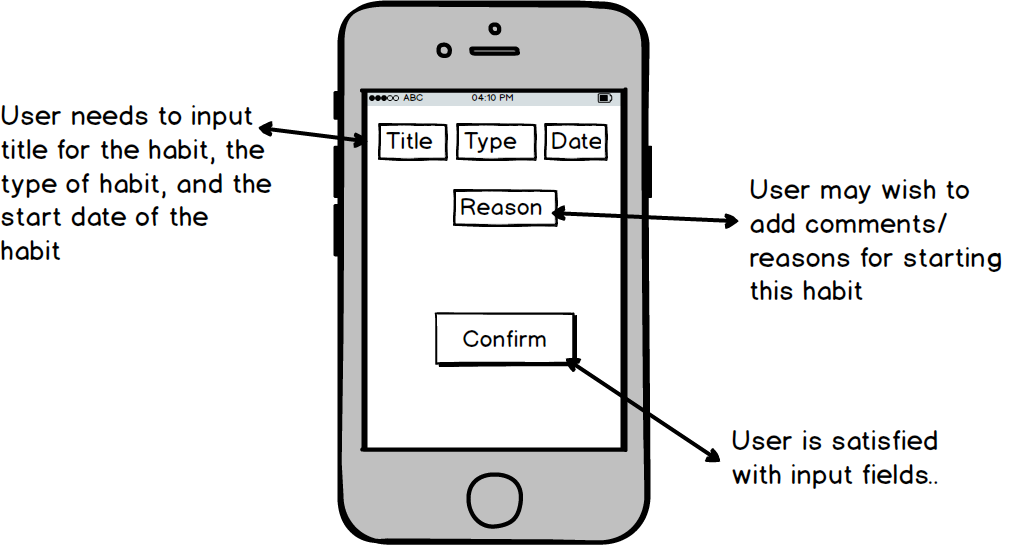 ABC 04:10 PM
User needs to input
title for the habit, the
type of habit, and the
start date of the
habit
Title Type Date
Reason
User may wish to
add comments/
reasons for starting
this habit
Confirm
User is satisfied
with input fields..